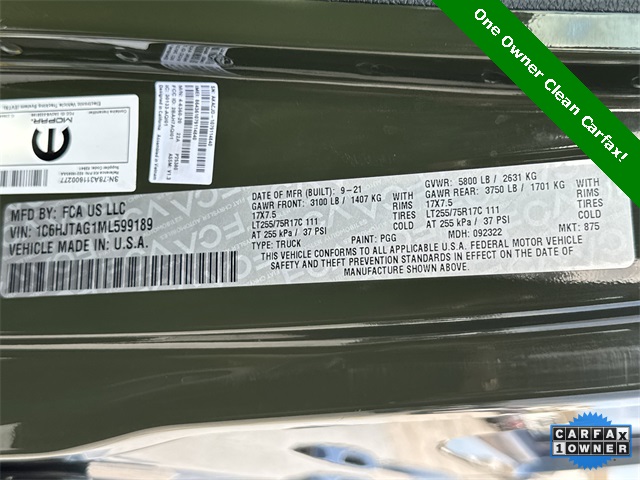 One Owner Clean Carfax!
MOPAR
MFD BY: FCA US LLC
VIN: 1C6HJTAG1ML599189
VEHICLE MADE IN U.S.A.
DATE OF MFR (BUILT): 9-21
GAWR FRONT: 3100 LB / 1407 KG WITH
17X7.5 RIMS
LT255/75R17C 111 TIRES
AT 255 kPa / 37 PSI COLD
TYPE: TRUCK PAINT: PGG
GVWR: 5800 LB / 2631 KG
GAWR REAR: 3750 LB / 1701 KG WITH
17X7.5 RIMS
LT255/75R17C 111 TIRES
AT 255 kPa / 37 PSI COLD
MDH: 092322 MKT: 875
THIS VEHICLE CONFORMS TO ALL APPLICABLE U.S.A. FEDERAL MOTOR VEHICLE
SAFETY AND THEFT PREVENTION STANDARDS IN EFFECT ON THE DATE OF
MANUFACTURE SHOWN ABOVE.
CARFAX
1OWNER